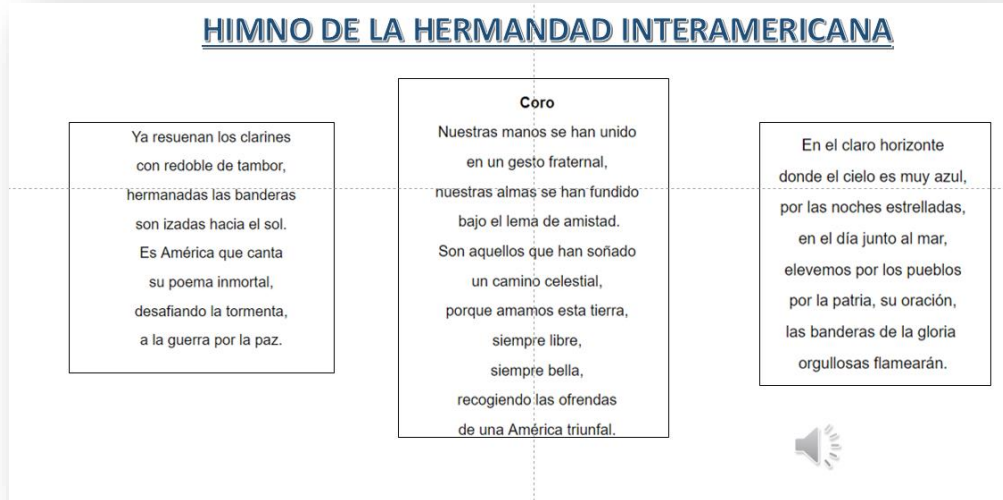 HIMNO DE LA HERMANDAD INTERAMERICANA
Ya resuenan los clarines
con redoble de tambor,
hermanadas las banderas
son izadas hacia el sol.
Es América que canta
su poema inmortal,
desafiando la tormenta,
a la guerra por la paz.
Coro
Nuestras manos se han unido
en un gesto fraternal,
nuestras almas se han fundido
bajo el lema de amistad.
Son aquellos que han soñado
un camino celestial,
porque amamos esta tierra,
siempre libre,
siempre bella,
recogiendo las ofrendas
de una América triunfal.
En el claro horizonte
donde el cielo es muy azul,
por las noches estrelladas,
en el día junto al mar,
elevemos por los pueblos
por la patria, su oración,
las banderas de la gloria
orgullosas flamearán.